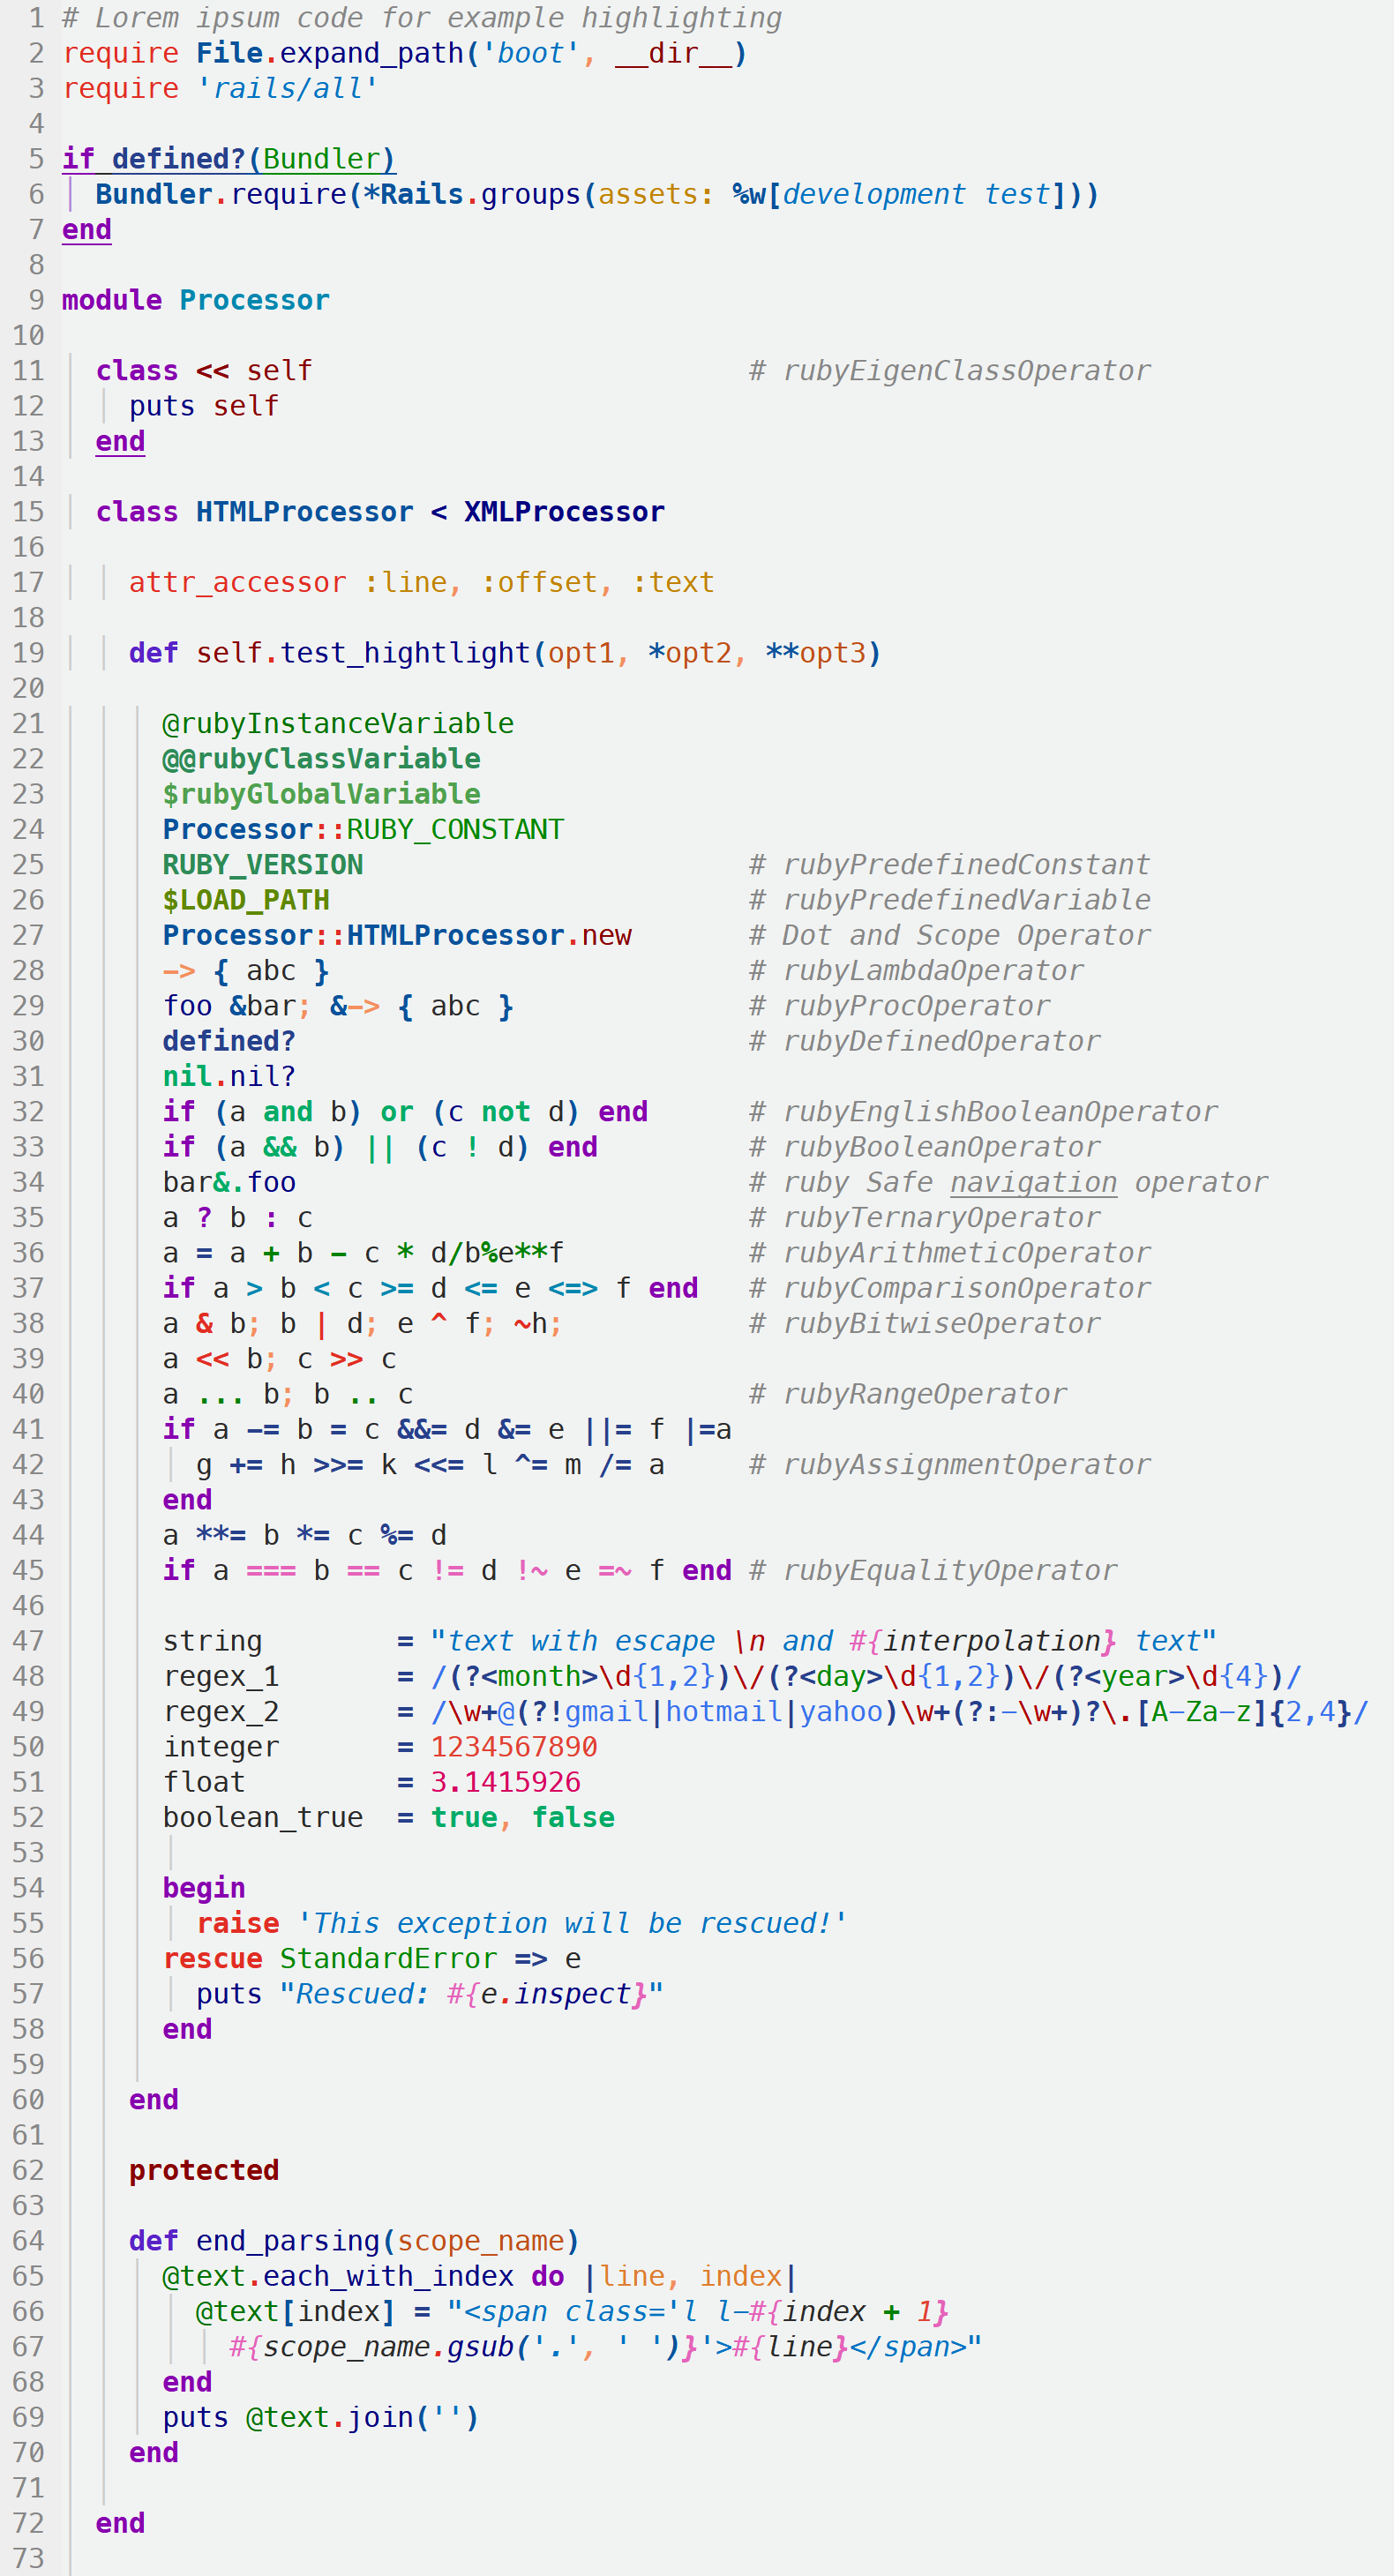 1 # Lorem ipsum code for example highlighting
2 require File.expand_path('boot', __dir__)
3 require 'rails/all'
4
5 if defined?(Bundler)
6   Bundler.require(*Rails.groups(assets: %w[development test]))
7 end
8
9 module Processor
10
11   class << self                          # rubyEigenClassOperator
12     puts self
13   end
14
15   class HTMLProcessor < XMLProcessor
16
17     attr_accessor :line, :offset, :text
18
19     def self.test_hightlight(opt1, *opt2, **opt3)
20
21       @rubyInstanceVariable
22       @@rubyClassVariable
23       $rubyGlobalVariable
24       Processor::RUBY_CONSTANT
25       RUBY_VERSION                       # rubyPredefinedConstant
26       $LOAD_PATH                         # rubyPredefinedVariable
27       Processor::HTMLProcessor.new       # Dot and Scope Operator
28       -> { abc }                         # rubyLambdaOperator
29       foo &bar; &-> { abc }              # rubyProcOperator
30       defined?                           # rubyDefinedOperator
31       nil.nil?
32       if (a and b) or (c not d) end      # rubyEnglishBooleanOperator
33       if (a && b) || (c ! d) end         # rubyBooleanOperator
34       bar&.foo                           # ruby Safe navigation operator
35       a ? b : c                          # rubyTernaryOperator
36       a = a + b - c * d/b%e**f           # rubyArithmeticOperator
37       if a > b < c >= d <= e <=> f end   # rubyComparisonOperator
38       a & b; b | d; e ^ f; ~h;           # rubyBitwiseOperator
39       a << b; c >> c
40       a ... b; b .. c                    # rubyRangeOperator
41       if a -= b = c &&= d &= e ||= f |=a
42         g += h >>= k <<= l ^= m /= a     # rubyAssignmentOperator
43       end
44       a **= b *= c %= d
45       if a === b == c != d !~ e =~ f end # rubyEqualityOperator
46
47       string        = "text with escape \n and #{interpolation} text"
48       regex_1       = /(?<month>\d{1,2})\/(?<day>\d{1,2})\/(?<year>\d{4})/
49       regex_2       = /\w+@(?!gmail|hotmail|yahoo)\w+(?:-\w+)?\.[A-Za-z]{2,4}/
50       integer       = 1234567890
51       float         = 3.1415926
52       boolean_true  = true, false
53
54       begin
55         raise 'This exception will be rescued!'
56       rescue StandardError => e
57         puts "Rescued: #{e.inspect}"
58       end
59
60     end
61
62     protected
63
64     def end_parsing(scope_name)
65       @text.each_with_index do |line, index|
66         @text[index] = "<span class='l l-#{index + 1}
67           #{scope_name.gsub('.', ' ')}'>#{line}</span>"
68       end
69       puts @text.join('')
70     end
71
72   end
73